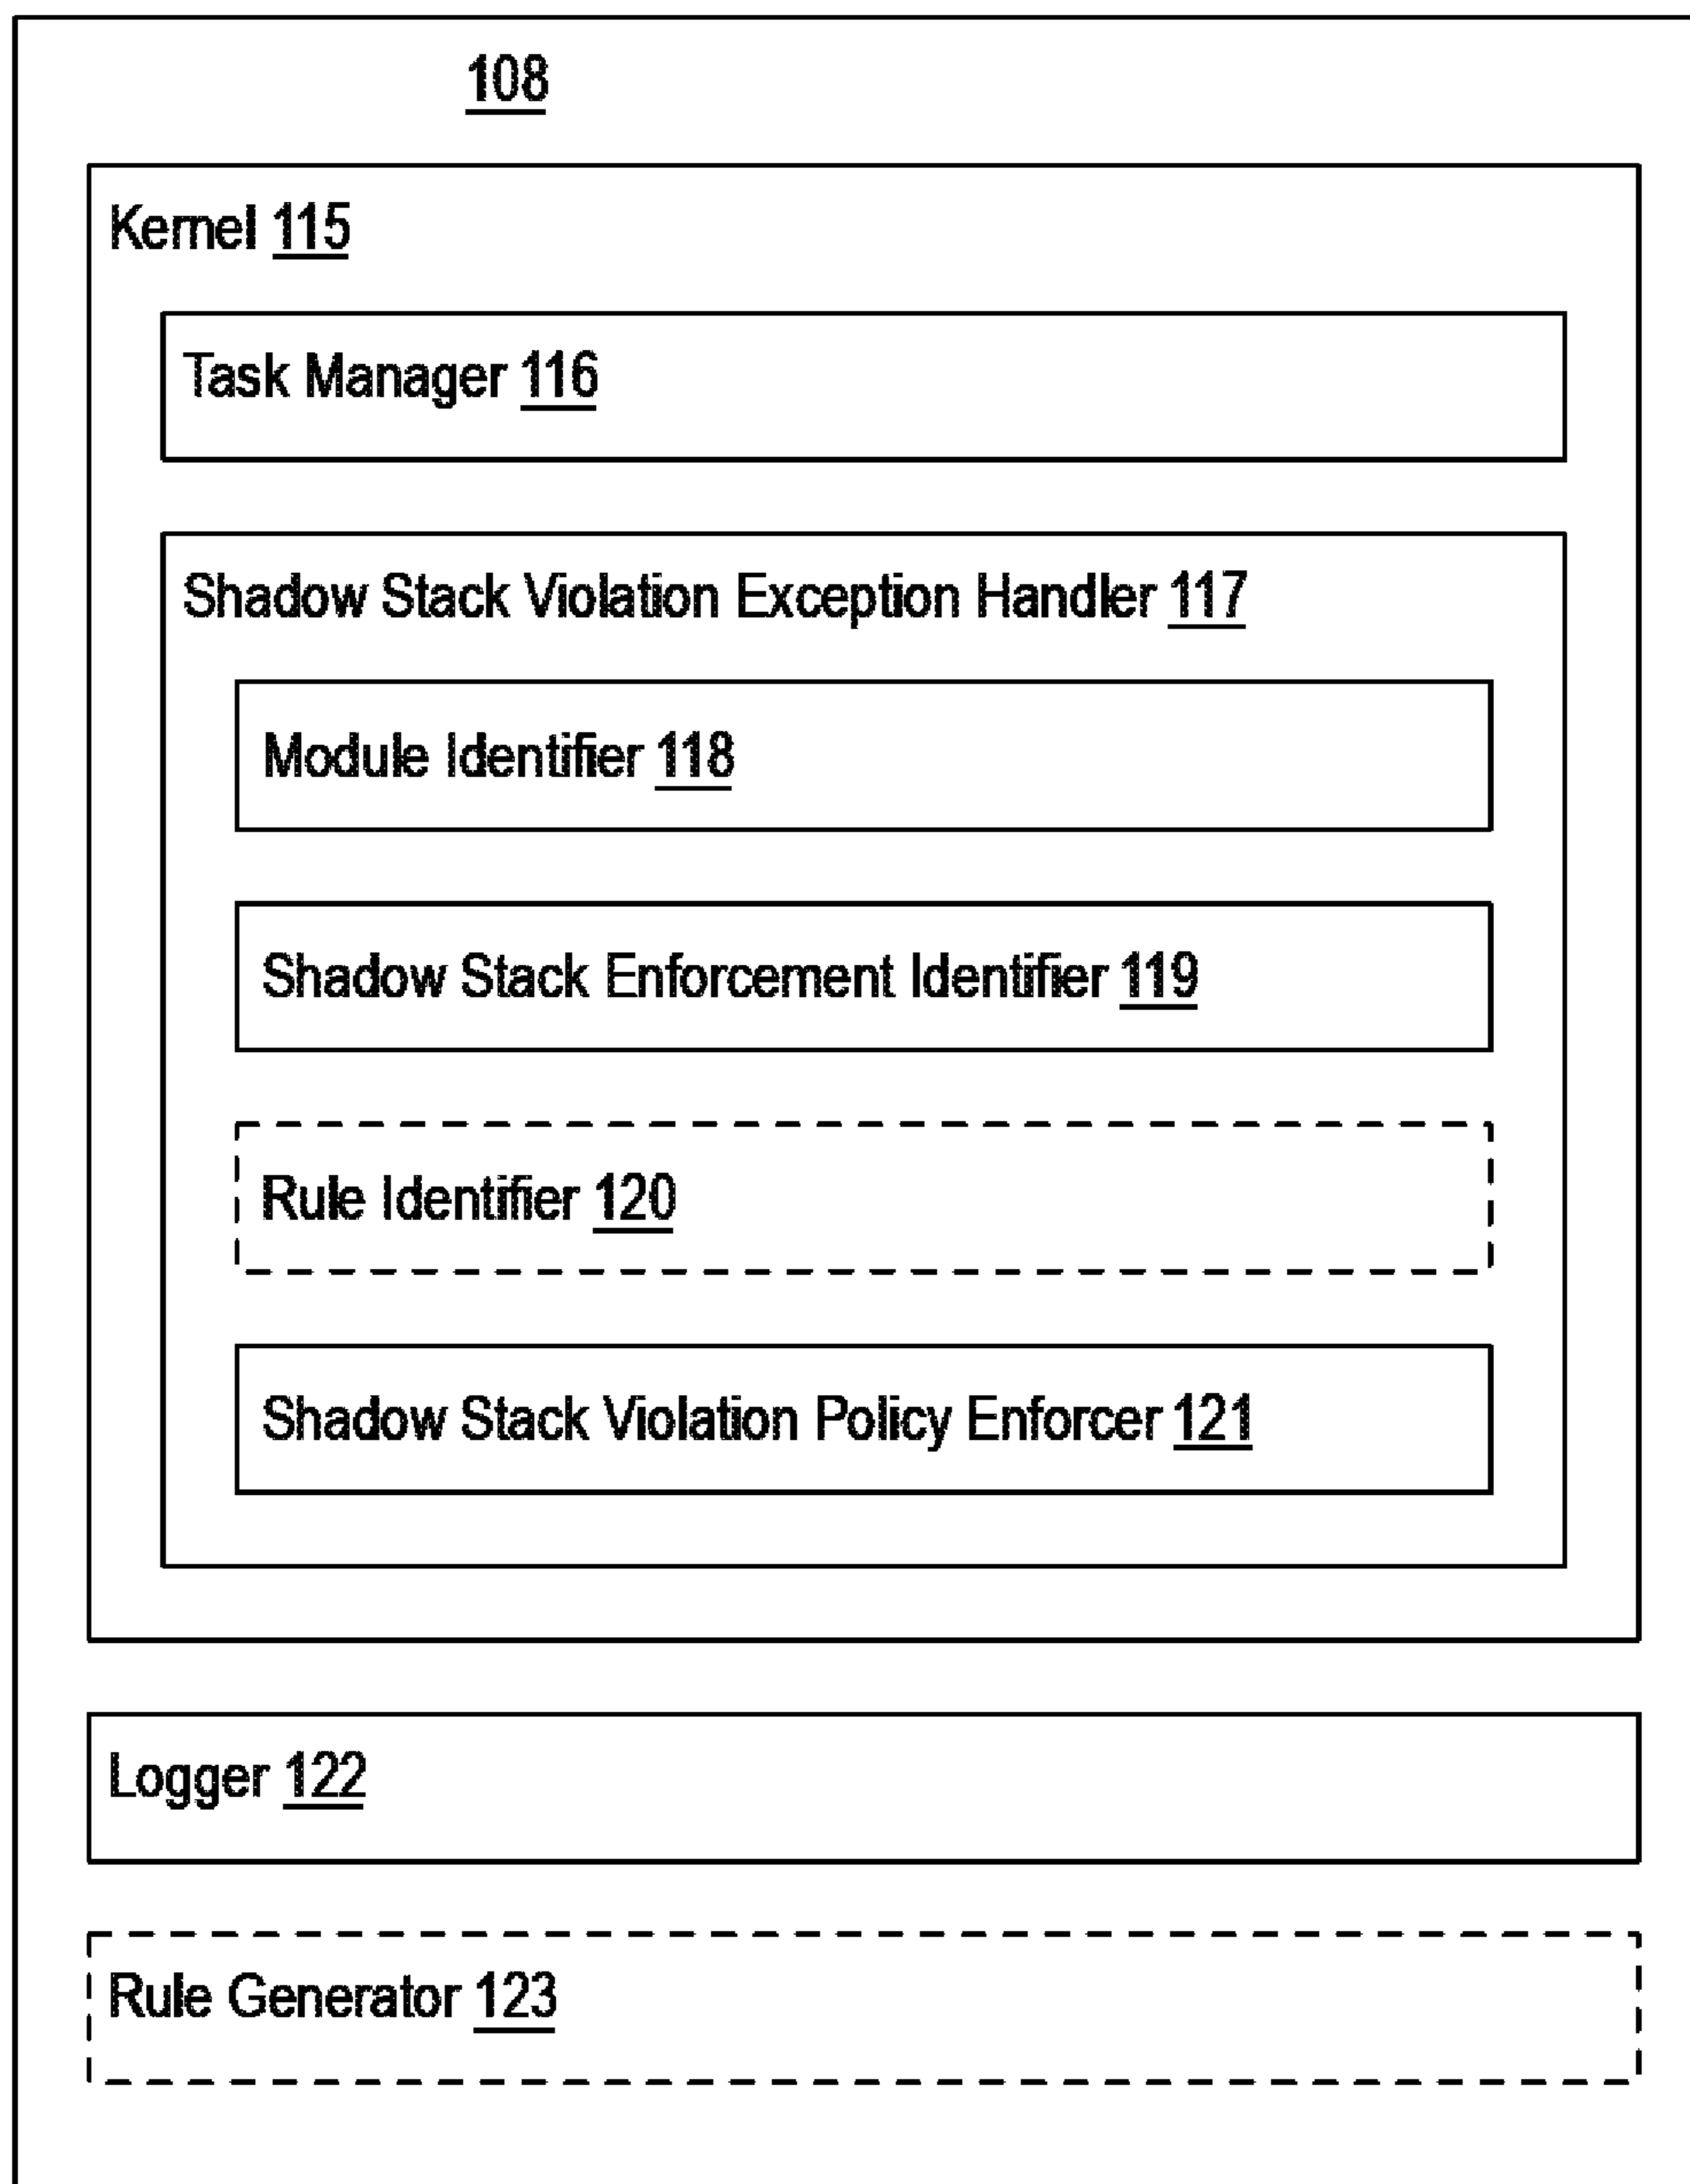 108
Kernel 115
Task Manager 116
Shadow Stack Violation Exception Handler 117
Module Identifier 118
Shadow Stack Enforcement Identifier 119
Rule Identifier 120
Shadow Stack Violation Policy Enforcer 121
Logger 122
Rule Generator 123